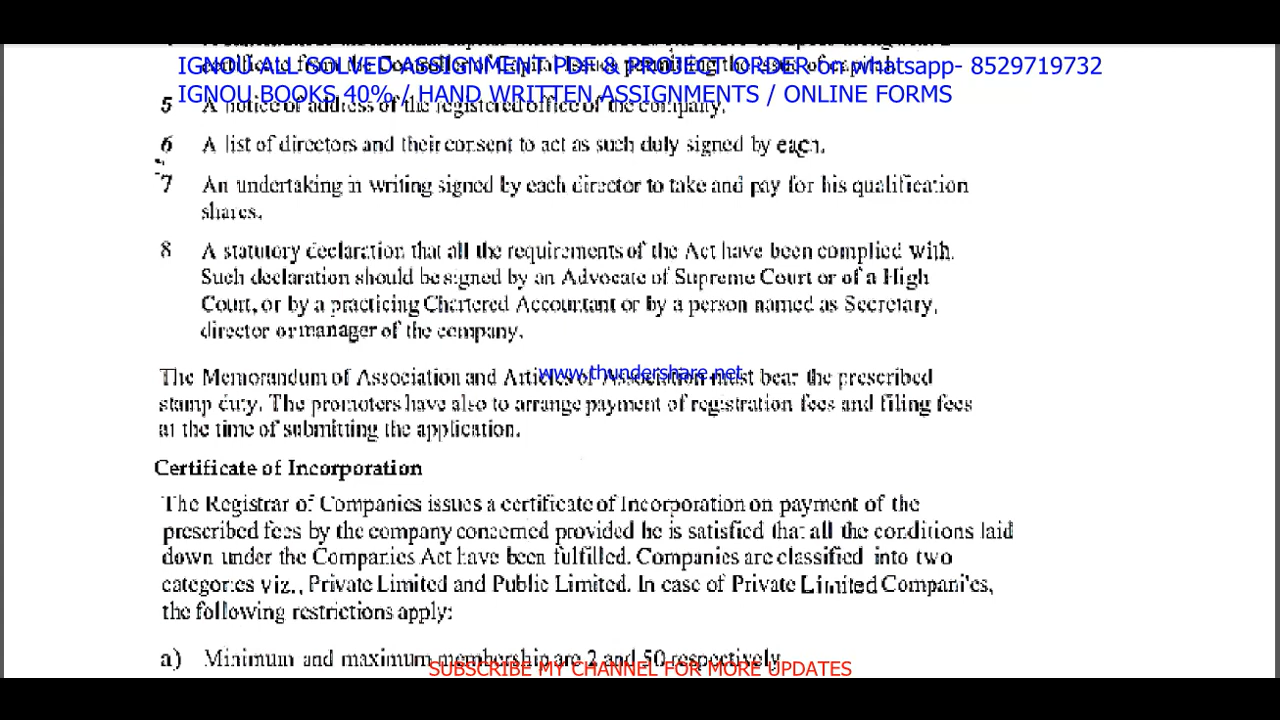 IGNOU ALL SOLVED ASSIGNMENT PDF & PROJECT ORDER on whatsapp- 8529719732
IGNOU BOOKS 40% / HAND WRITTEN ASSIGNMENTS / ONLINE FORMS
5 A notice of address of the registered office of the company.
6 A list of directors and their consent to act as such duly signed by each.
7 An undertaking in writing signed by each director to take and pay for his qualification
shares.
8 A statutory declaration that all the requirements of the Act have been complied with.
Such declaration should be signed by an Advocate of Supreme Court or of a High
Court, or by a practicing Chartered Accountant or by a person named as Secretary,
director or manager of the company.
www.thundershare.net
The Memorandum of Association and Articles of Association must bear the prescribed
stamp duty. The promoters have also to arrange payment of registration fees and filing fees
at the time of submitting the application.
Certificate of Incorporation
The Registrar of Companies issues a certificate of Incorporation on payment of the
prescribed fees by the company concerned provided he is satisfied that all the conditions laid
down under the Companies Act have been fulfilled. Companies are classified into two
categories viz., Private Limited and Public Limited. In case of Private Limited Companies,
the following restrictions apply:
a) Minimum and maximum membership are 2 and 50 respectively
SUBSCRIBE MY CHANNEL FOR MORE UPDATES